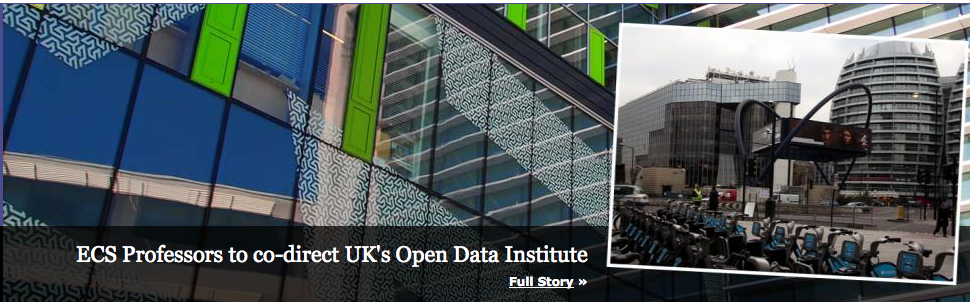 ECS Professors to co-direct UK's Open Data Institute
Full Story »